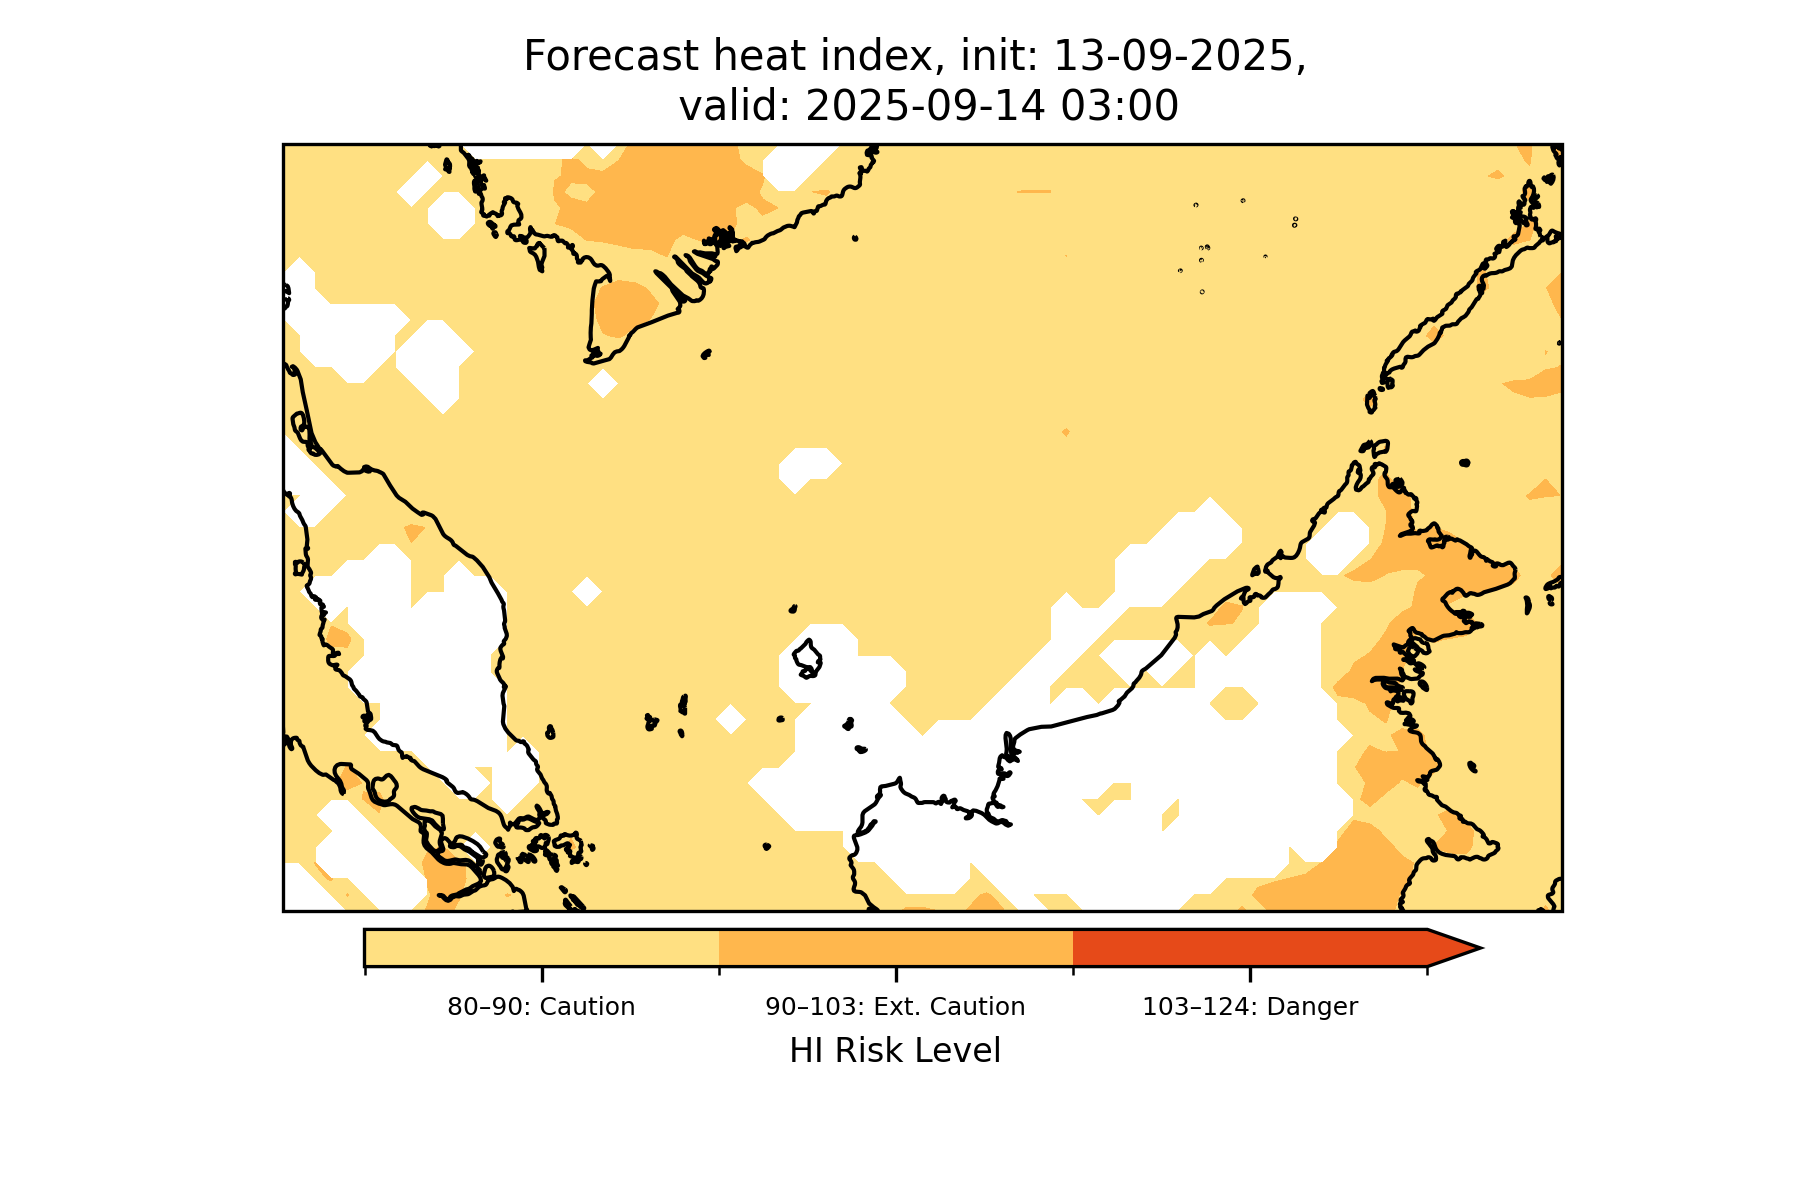 Forecast heat index, init: 13-09-2025,
valid: 2025-09-14 03:00
80–90: Caution
90–103: Ext. Caution
103–124: Danger
HI Risk Level